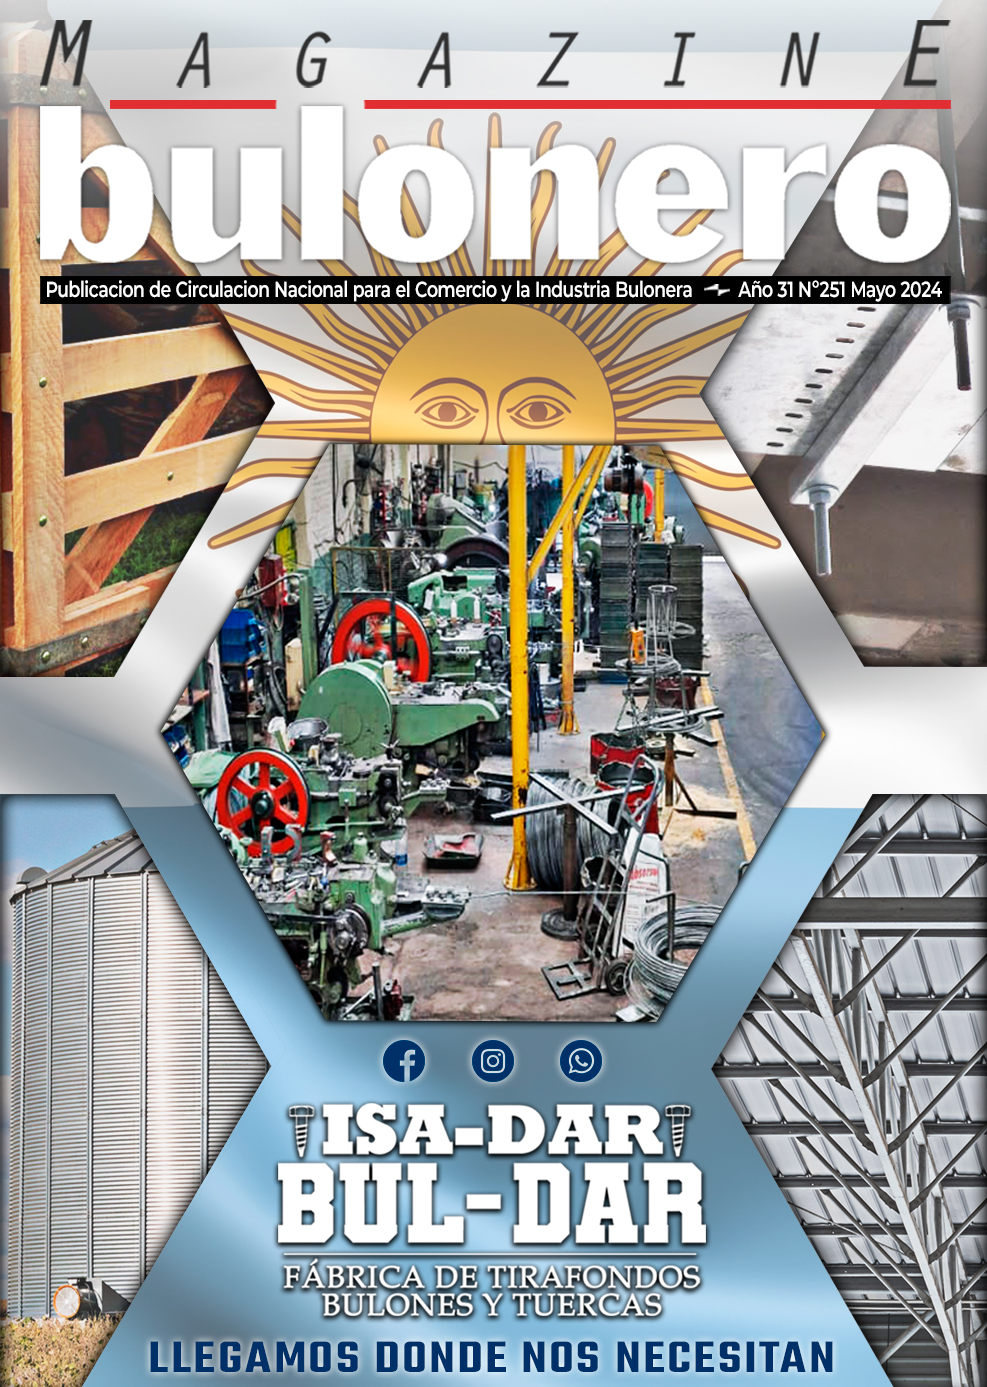 MAGAZINE
bulonero
Publicacion de Circulacion Nacional para el Comercio y la Industria Bulonera Año 31 N°251 Mayo 2024
ISA-DAR
BUL-DAR
FÁBRICA DE TIRAFONDOS
BULONES Y TUERCAS
LLEGAMOS DONDE NOS NECESITAN